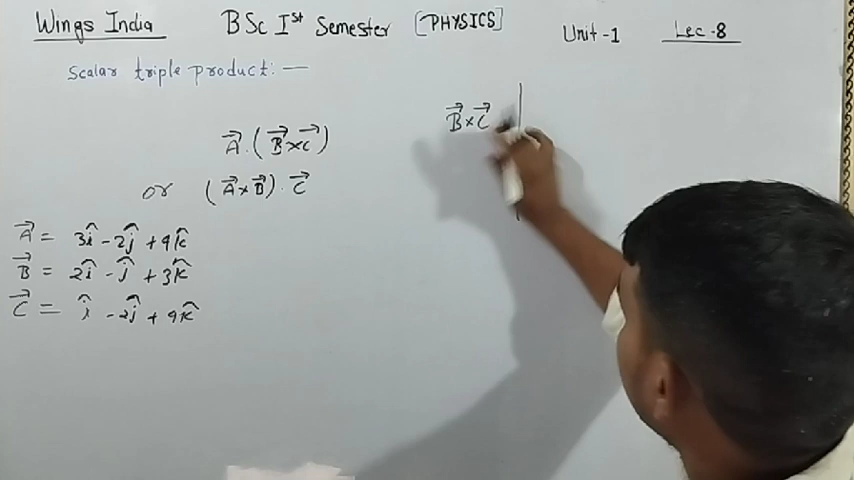 Wings India BSc Ist Semester [PHYSICS] Unit-1 Lec-8
Scalar triple product:—
A⃗.(B⃗×C⃗)
or (A⃗×B⃗).C⃗
A⃗ = 3î - 2ĵ + 4k̂
B⃗ = 2î - ĵ + 3k̂
C⃗ = î - 2ĵ + 4k̂
B⃗×C⃗